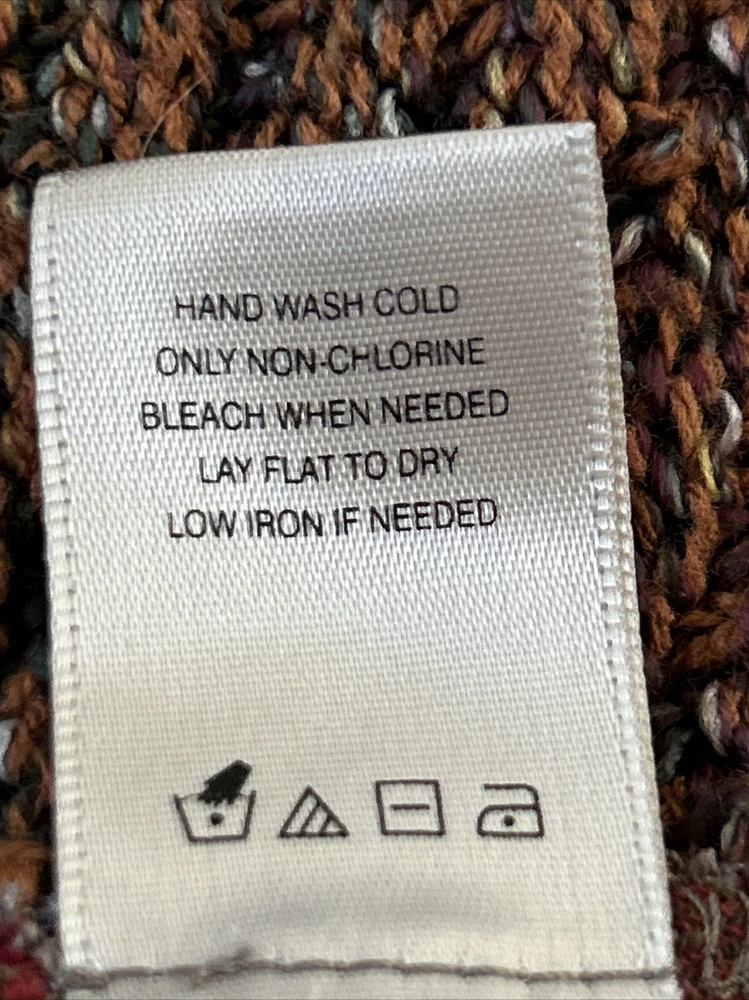 HAND WASH COLD
ONLY NON-CHLORINE
BLEACH WHEN NEEDED
LAY FLAT TO DRY
LOW IRON IF NEEDED